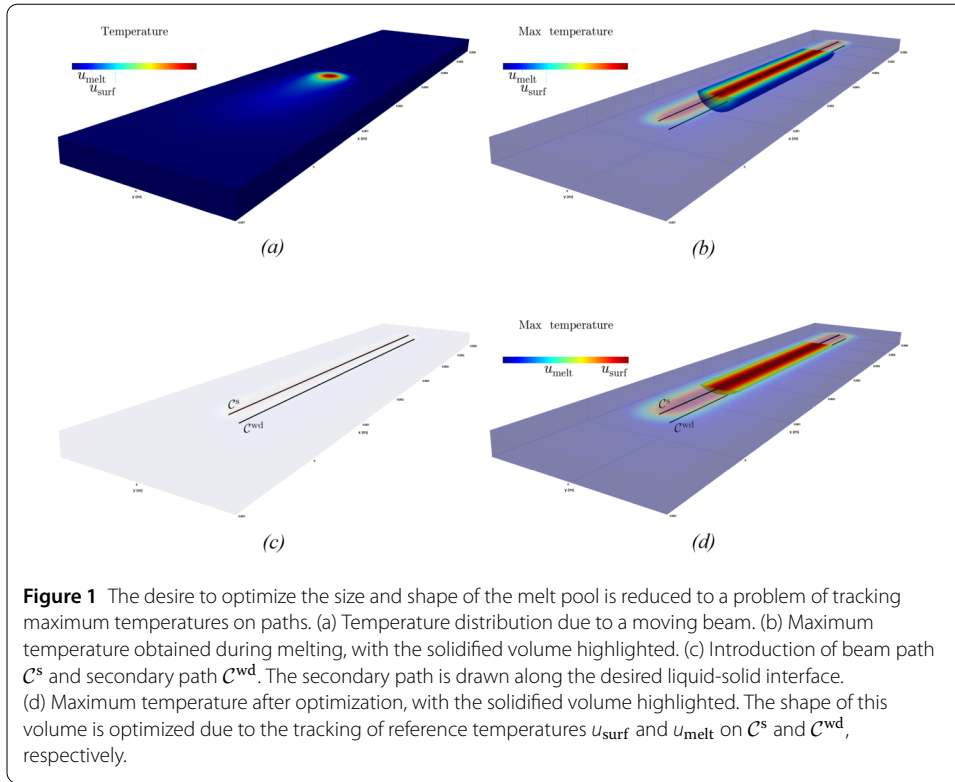 Temperature
u_melt
u_surf
(a)
Max temperature
u_melt
u_surf
(b)
C^s
C^wd
(c)
Max temperature
u_melt u_surf
C^s
C^wd
(d)
Figure 1 The desire to optimize the size and shape of the melt pool is reduced to a problem of tracking
maximum temperatures on paths. (a) Temperature distribution due to a moving beam. (b) Maximum
temperature obtained during melting, with the solidified volume highlighted. (c) Introduction of beam path
C^s and secondary path C^wd. The secondary path is drawn along the desired liquid-solid interface.
(d) Maximum temperature after optimization, with the solidified volume highlighted. The shape of this
volume is optimized due to the tracking of reference temperatures u_surf and u_melt on C^s and C^wd,
respectively.